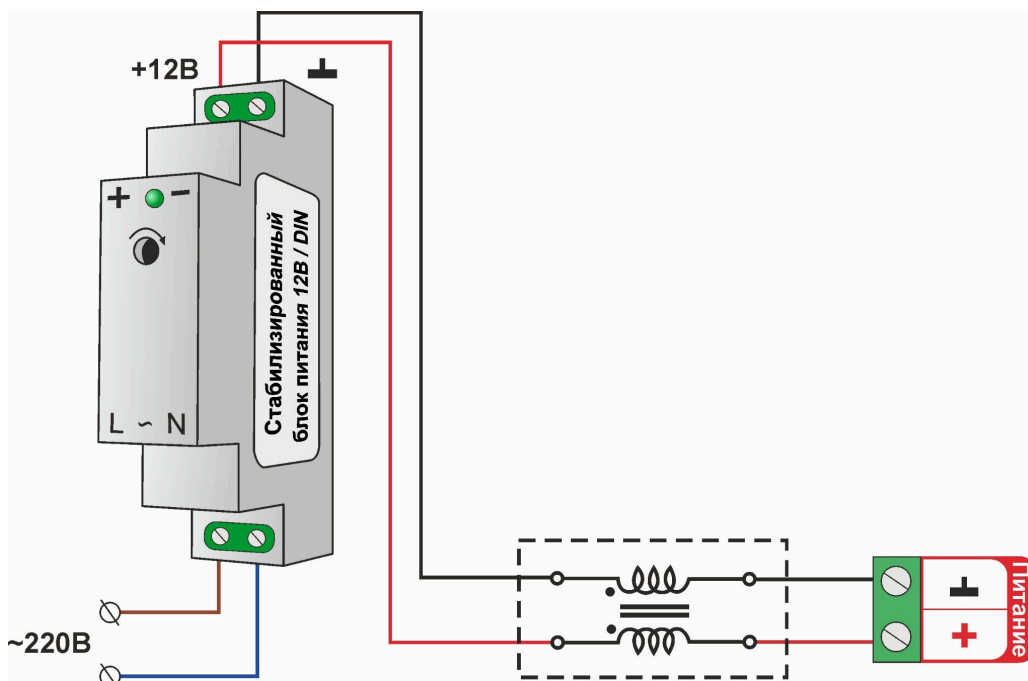 +12В
+ −
Стабилизированный
блок питания 12В / DIN
L ~ N
~220В
Питание
+